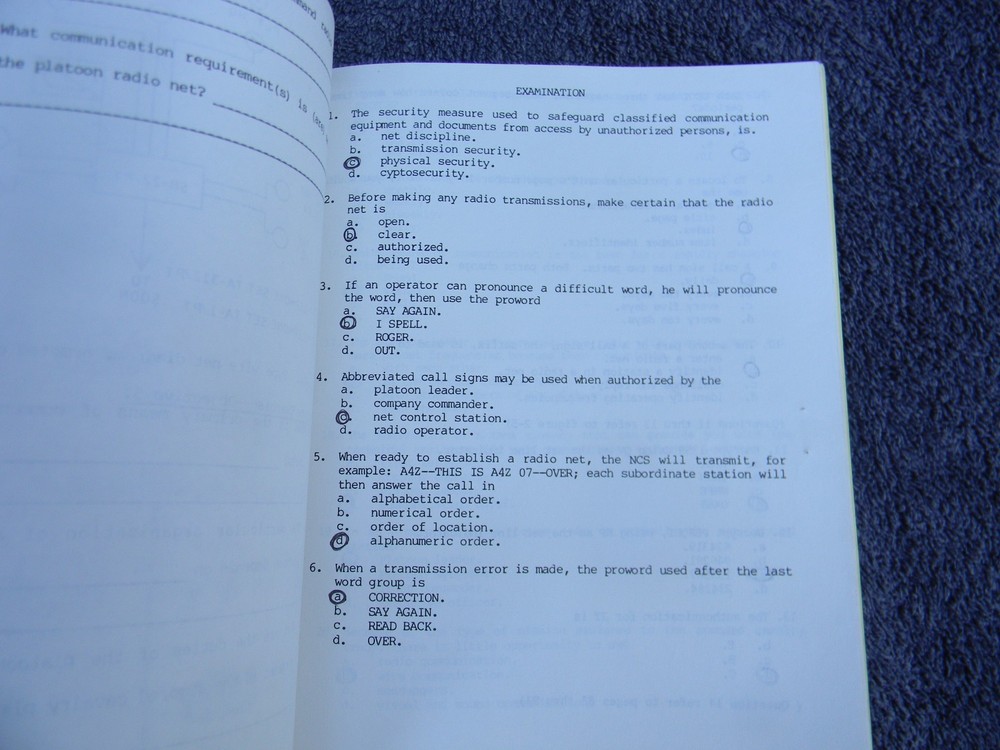 What communication requirement(s) is (are)
the platoon radio net?
EXAMINATION
1. The security measure used to safeguard classified communication
equipment and documents from access by unauthorized persons, is.
a. net discipline.
b. transmission security.
c. physical security.
d. cyptosecurity.
2. Before making any radio transmissions, make certain that the radio
net is
a. open.
b. clear.
c. authorized.
d. being used.
3. If an operator can pronounce a difficult word, he will pronounce
the word, then use the proword
a. SAY AGAIN.
b. I SPELL.
c. ROGER.
d. OUT.
4. Abbreviated call signs may be used when authorized by the
a. platoon leader.
b. company commander.
c. net control station.
d. radio operator.
5. When ready to establish a radio net, the NCS will transmit, for
example: A4Z--THIS IS A4Z 07--OVER; each subordinate station will
then answer the call in
a. alphabetical order.
b. numerical order.
c. order of location.
d. alphanumeric order.
6. When a transmission error is made, the proword used after the last
word group is
a. CORRECTION.
b. SAY AGAIN.
c. READ BACK.
d. OVER.